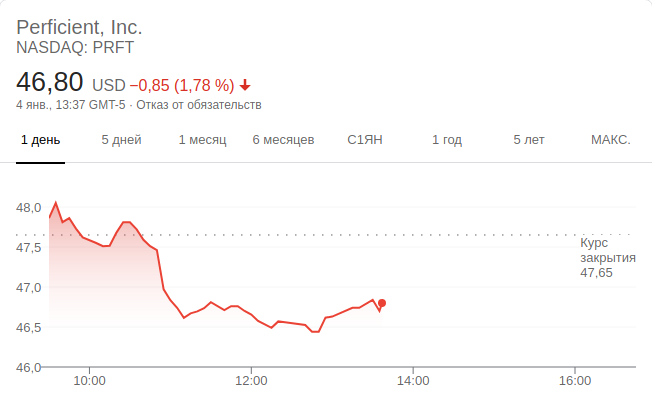 Perficient, Inc.
NASDAQ: PRFT
46,80 USD −0,85 (1,78 %)
4 янв., 13:37 GMT-5 · Отказ от обязательств
1 день 5 дней 1 месяц 6 месяцев С1ЯН 1 год 5 лет МАКС.
48,0
47,5
47,0
46,5
46,0
Курс
закрытия
47,65
10:00 12:00 14:00 16:00